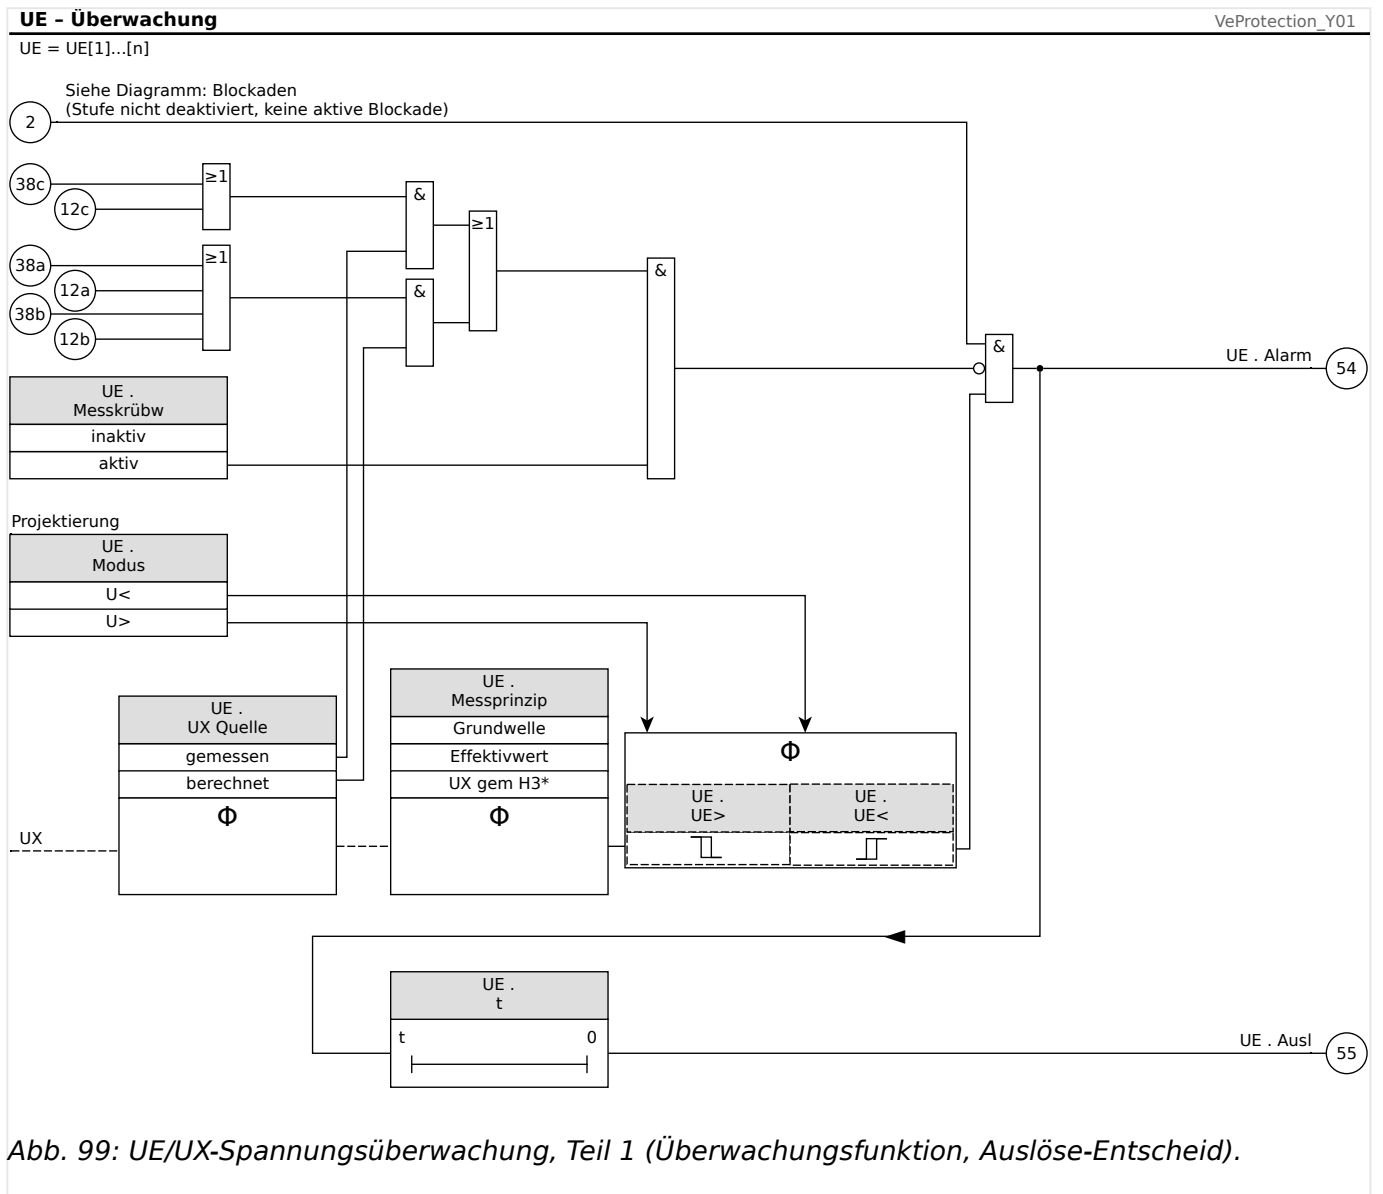 UE – Überwachung
VeProtection_Y01
UE = UE[1]...[n]
Siehe Diagramm: Blockaden
(Stufe nicht deaktiviert, keine aktive Blockade)
2
38c
12c
≥1
&
≥1
38a
12a
38b
12b
≥1
&
&
&
UE . Alarm
54
UE .
Messkrübw
inaktiv
aktiv
Projektierung
UE .
Modus
U<
U>
UE .
UX Quelle
gemessen
berechnet
Φ
UX
UE .
Messprinzip
Grundwelle
Effektivwert
UX gem H3*
Φ
Φ
UE .
UE>
UE .
UE<
UE .
t
t 0
UE . Ausl
55
Abb. 99: UE/UX-Spannungsüberwachung, Teil 1 (Überwachungsfunktion, Auslöse-Entscheid).